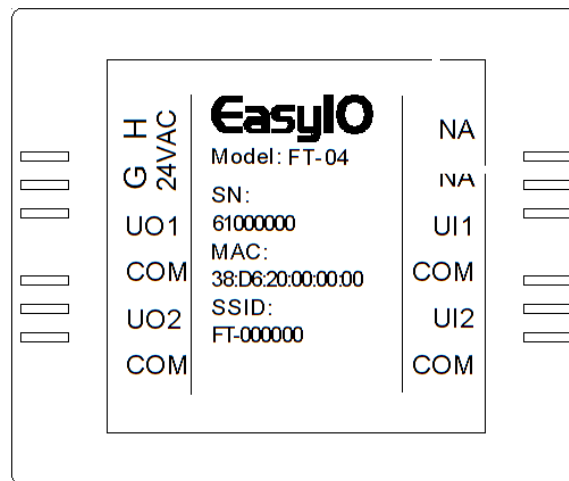 G H
24VAC
UO1
COM
UO2
COM
EasyIO
Model: FT-04
SN:
61000000
MAC:
38:D6:20:00:00:00
SSID:
FT-000000
NA
NA
UI1
COM
UI2
COM